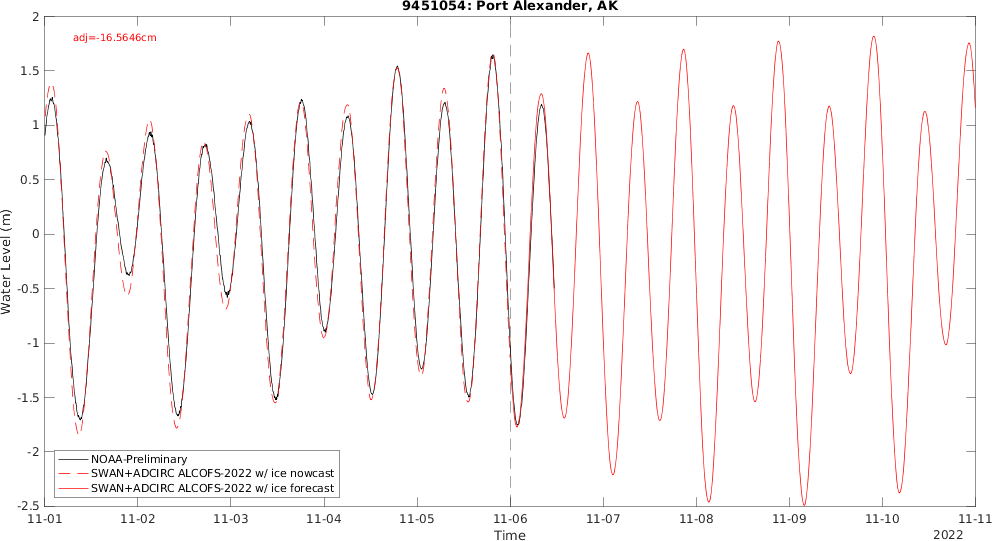 9451054: Port Alexander, AK
adj=-16.5646cm
Water Level (m)
2
1.5
1
0.5
0
-0.5
-1
-1.5
-2
-2.5
NOAA-Preliminary
SWAN+ADCIRC ALCOFS-2022 w/ ice nowcast
SWAN+ADCIRC ALCOFS-2022 w/ ice forecast
11-01 11-02 11-03 11-04 11-05 11-06 11-07 11-08 11-09 11-10 11-11
Time
2022